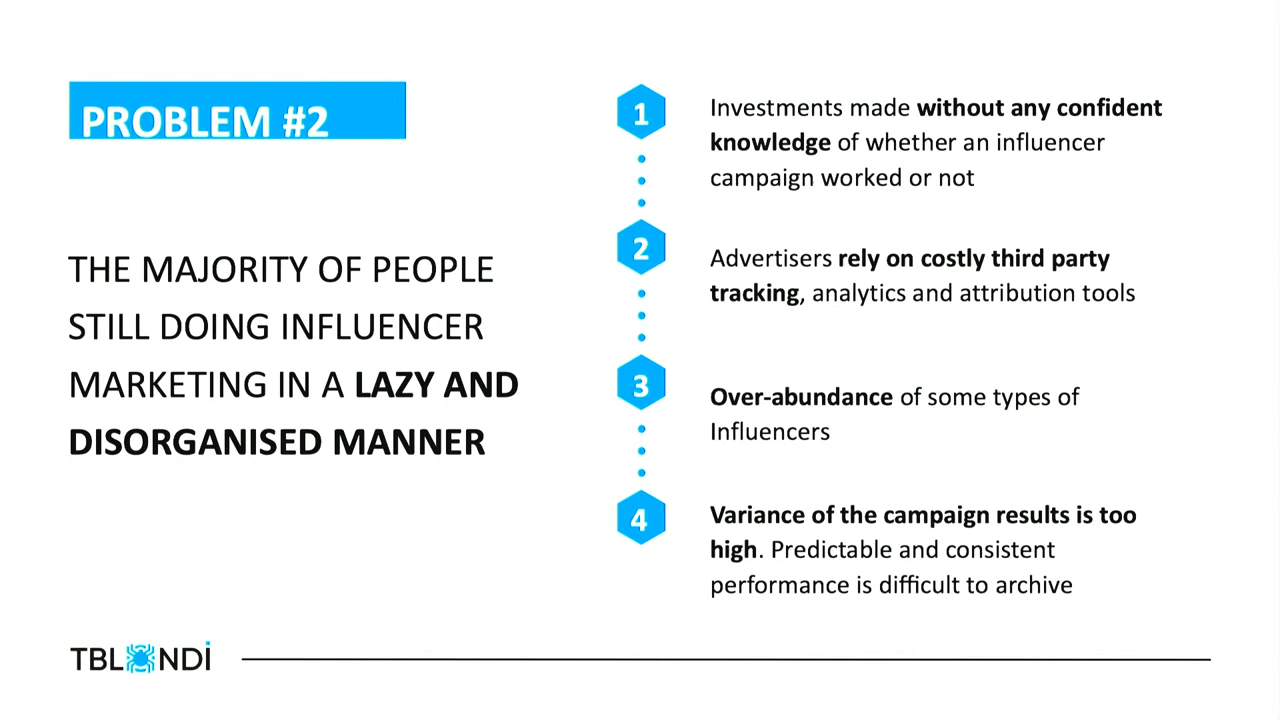 PROBLEM #2
THE MAJORITY OF PEOPLE
STILL DOING INFLUENCER
MARKETING IN A LAZY AND
DISORGANISED MANNER
1
Investments made without any confident
knowledge of whether an influencer
campaign worked or not
2
Advertisers rely on costly third party
tracking, analytics and attribution tools
3
Over-abundance of some types of
Influencers
4
Variance of the campaign results is too
high. Predictable and consistent
performance is difficult to archive
TBLONDi